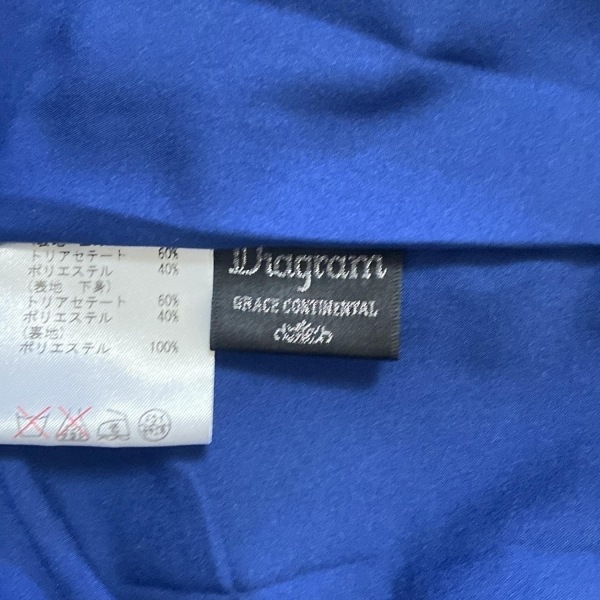 トリアセテート 60%
ポリエステル 40%
(表地 下身)
トリアセテート 60%
ポリエステル 40%
(裏地)
ポリエステル 100%
Diagram
GRACE CONTINENTAL